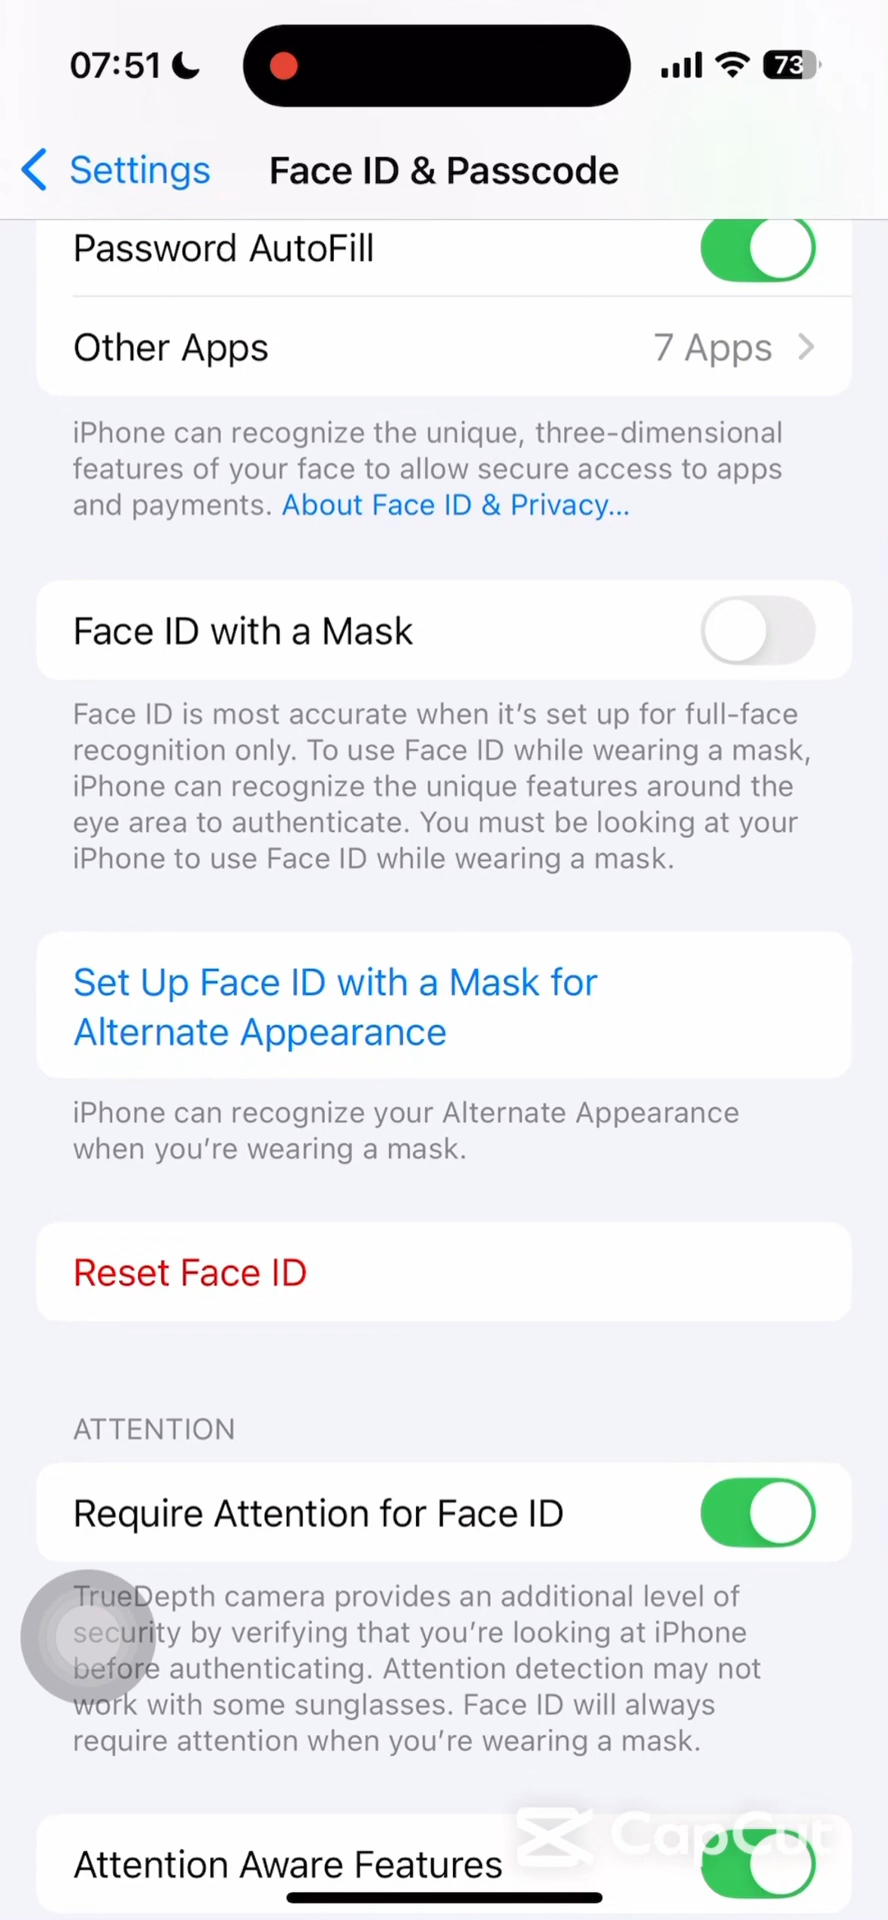 07:51
73
Settings
Face ID & Passcode
Password AutoFill
Other Apps
7 Apps
iPhone can recognize the unique, three-dimensional
features of your face to allow secure access to apps
and payments. About Face ID & Privacy...
Face ID with a Mask
Face ID is most accurate when it's set up for full-face
recognition only. To use Face ID while wearing a mask,
iPhone can recognize the unique features around the
eye area to authenticate. You must be looking at your
iPhone to use Face ID while wearing a mask.
Set Up Face ID with a Mask for
Alternate Appearance
iPhone can recognize your Alternate Appearance
when you're wearing a mask.
Reset Face ID
ATTENTION
Require Attention for Face ID
TrueDepth camera provides an additional level of
security by verifying that you're looking at iPhone
before authenticating. Attention detection may not
work with some sunglasses. Face ID will always
require attention when you're wearing a mask.
CapCut
Attention Aware Features